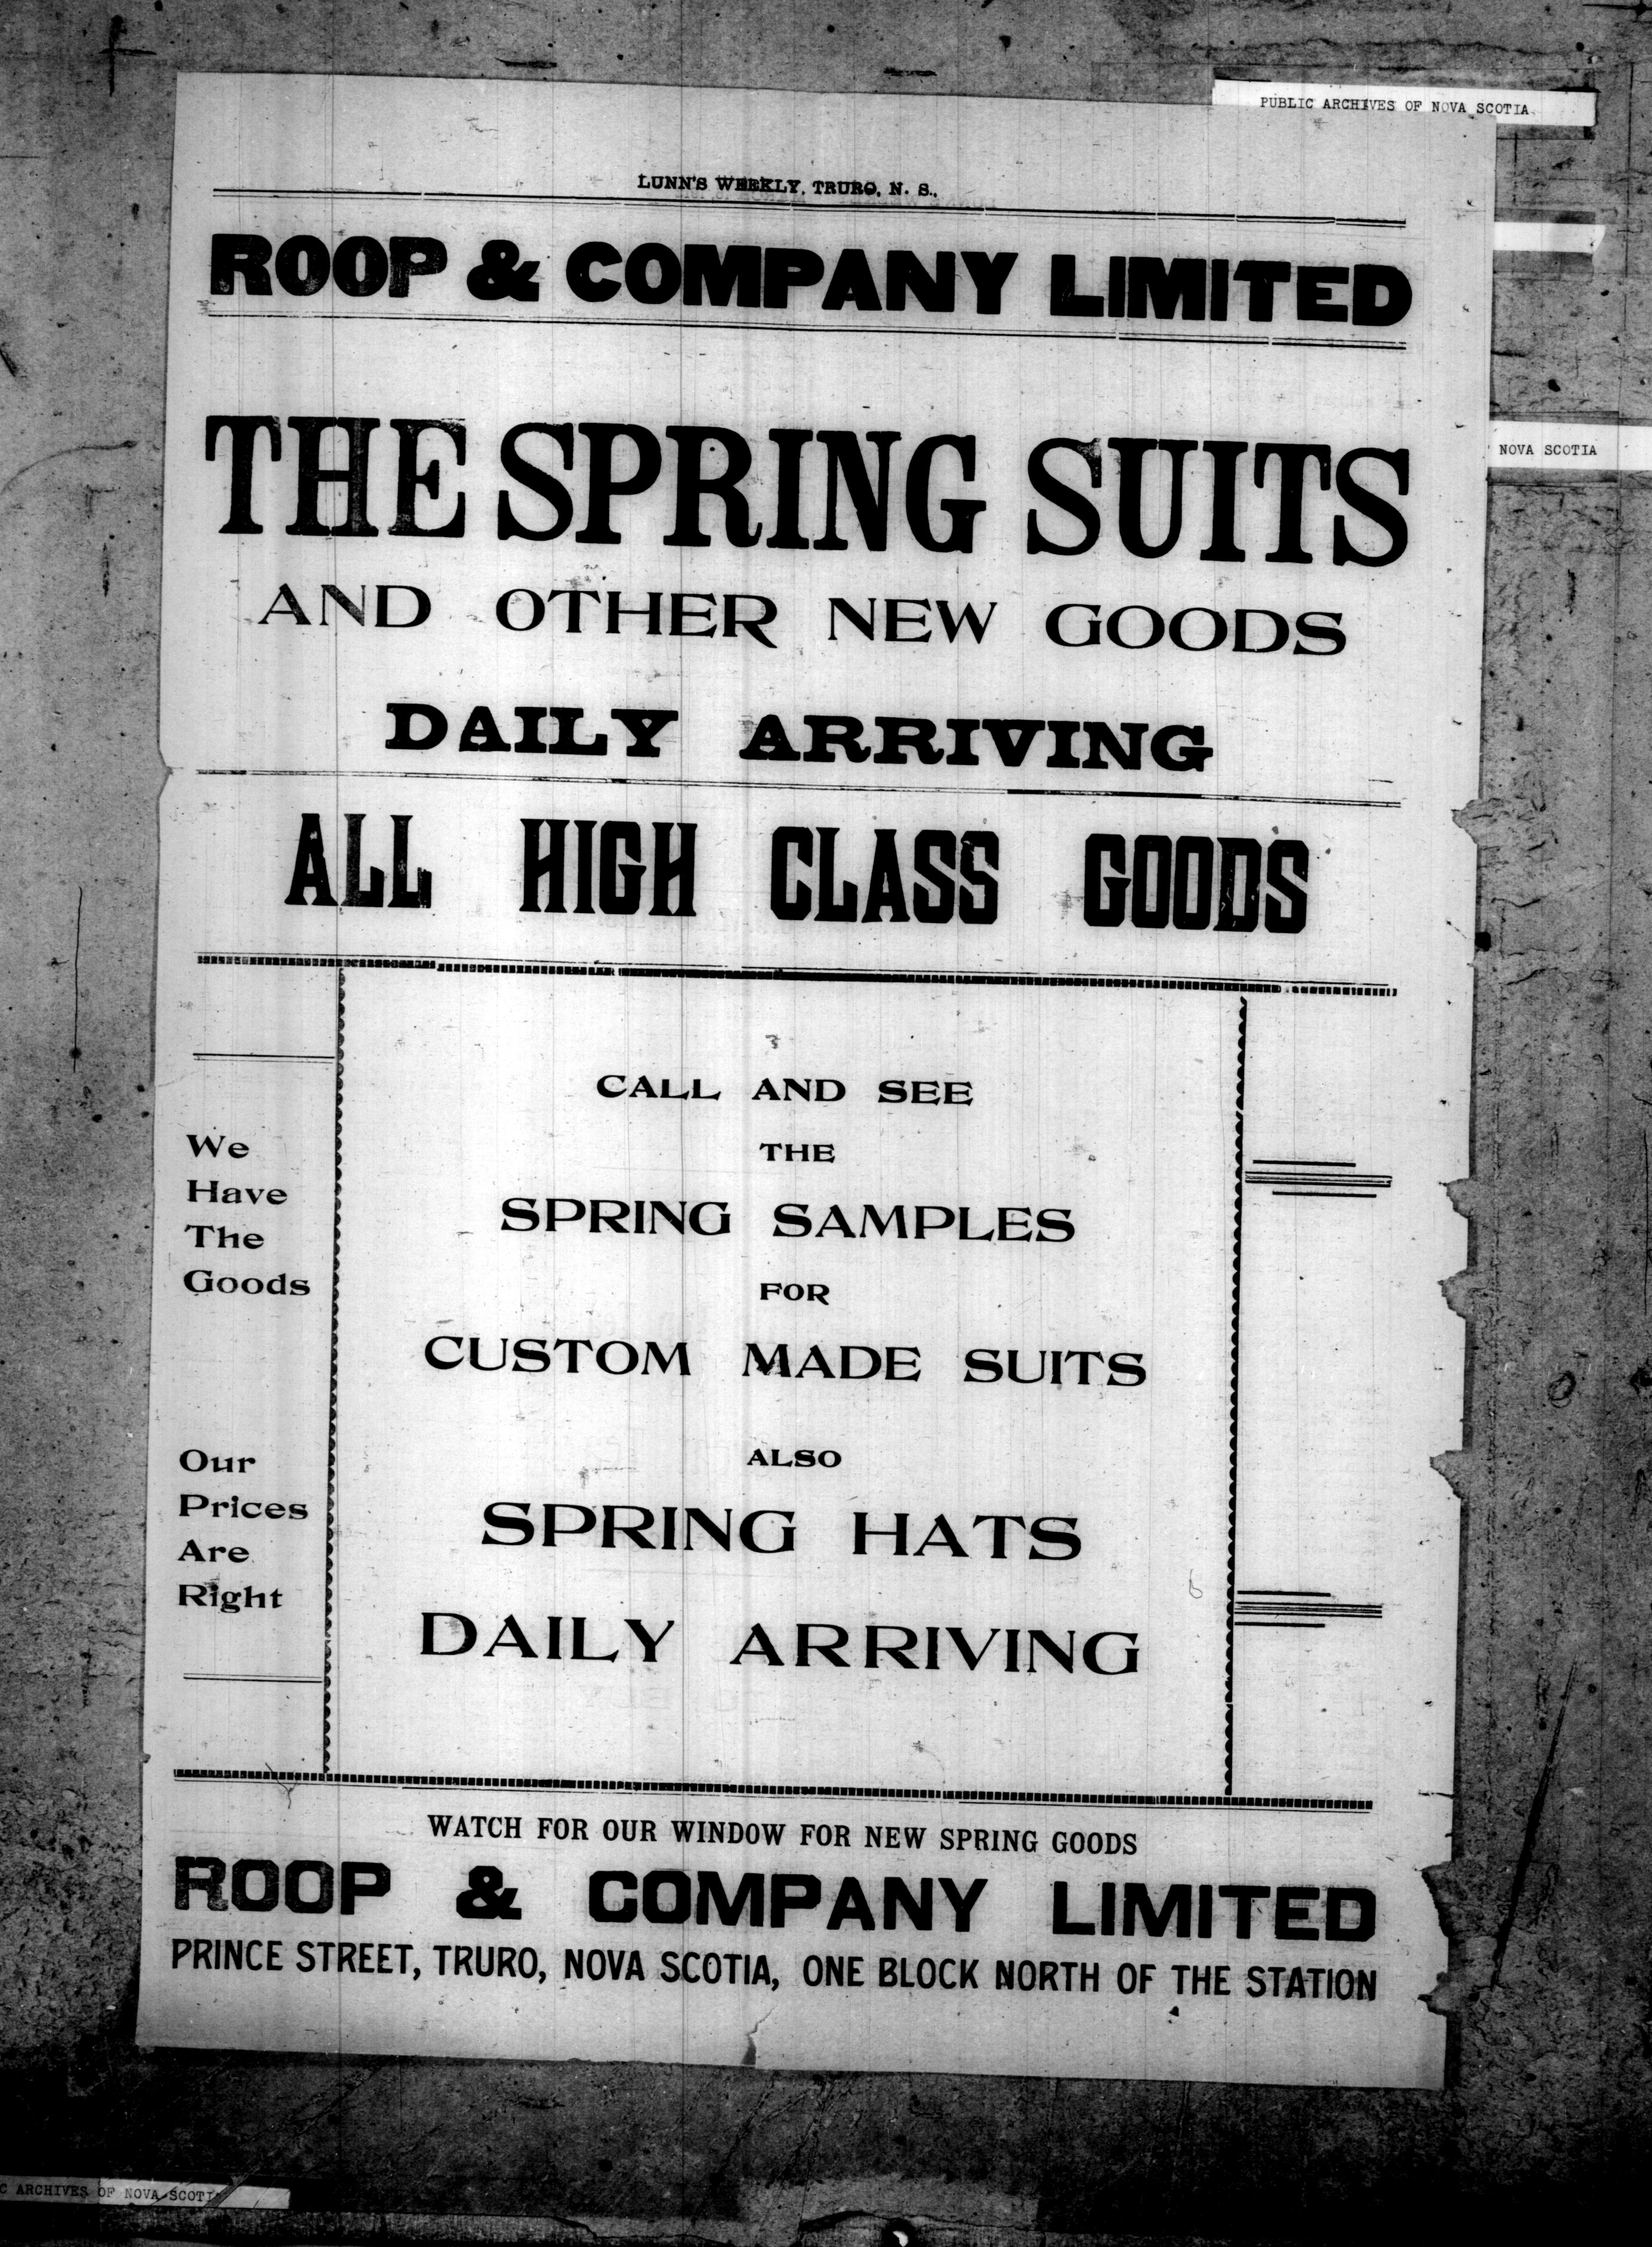 PUBLIC ARCHIVES OF NOVA SCOTIA
LUNN'S WEEKLY, TRURO, N. S.,
ROOP & COMPANY LIMITED
NOVA SCOTIA
THE SPRING SUITS
AND OTHER NEW GOODS
DAILY ARRIVING
ALL HIGH CLASS GOODS
We
Have
The
Goods
Our
Prices
Are
Right
CALL AND SEE
THE
SPRING SAMPLES
FOR
CUSTOM MADE SUITS
ALSO
SPRING HATS
DAILY ARRIVING
WATCH FOR OUR WINDOW FOR NEW SPRING GOODS
ROOP & COMPANY LIMITED
PRINCE STREET, TRURO, NOVA SCOTIA, ONE BLOCK NORTH OF THE STATION
C ARCHIVES OF NOVA SCOTIA